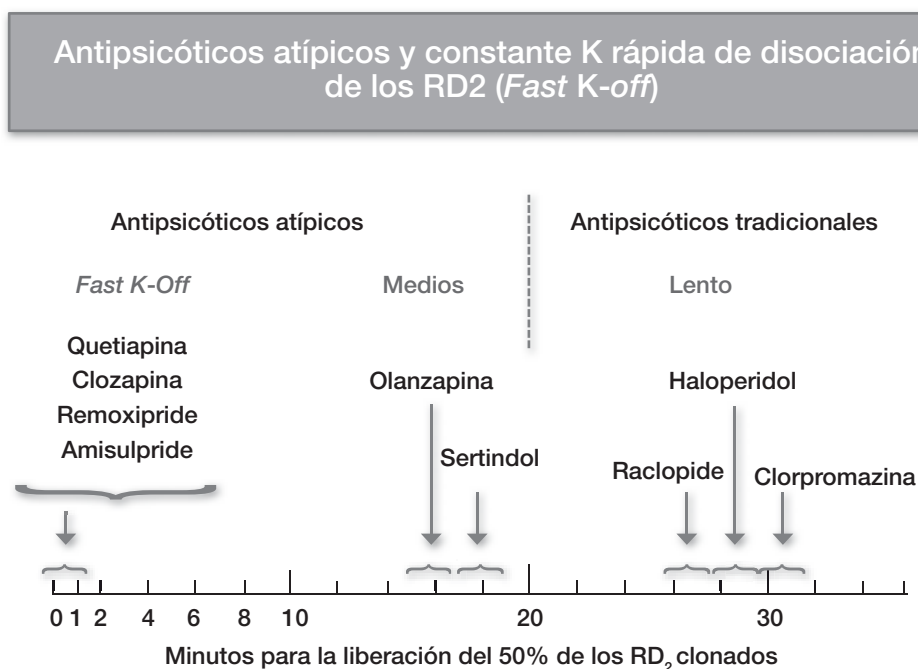 Antipsicóticos atípicos y constante K rápida de disociación
de los RD2 (Fast K-off)
Antipsicóticos atípicos
Antipsicóticos tradicionales
Fast K-Off
Medios
Lento
Quetiapina
Clozapina
Remoxipride
Amisulpride
Olanzapina
Sertindol
Haloperidol
Raclopide
Clorpromazina
0 1 2 4 6 8 10 20 30
Minutos para la liberación del 50% de los RD₂ clonados